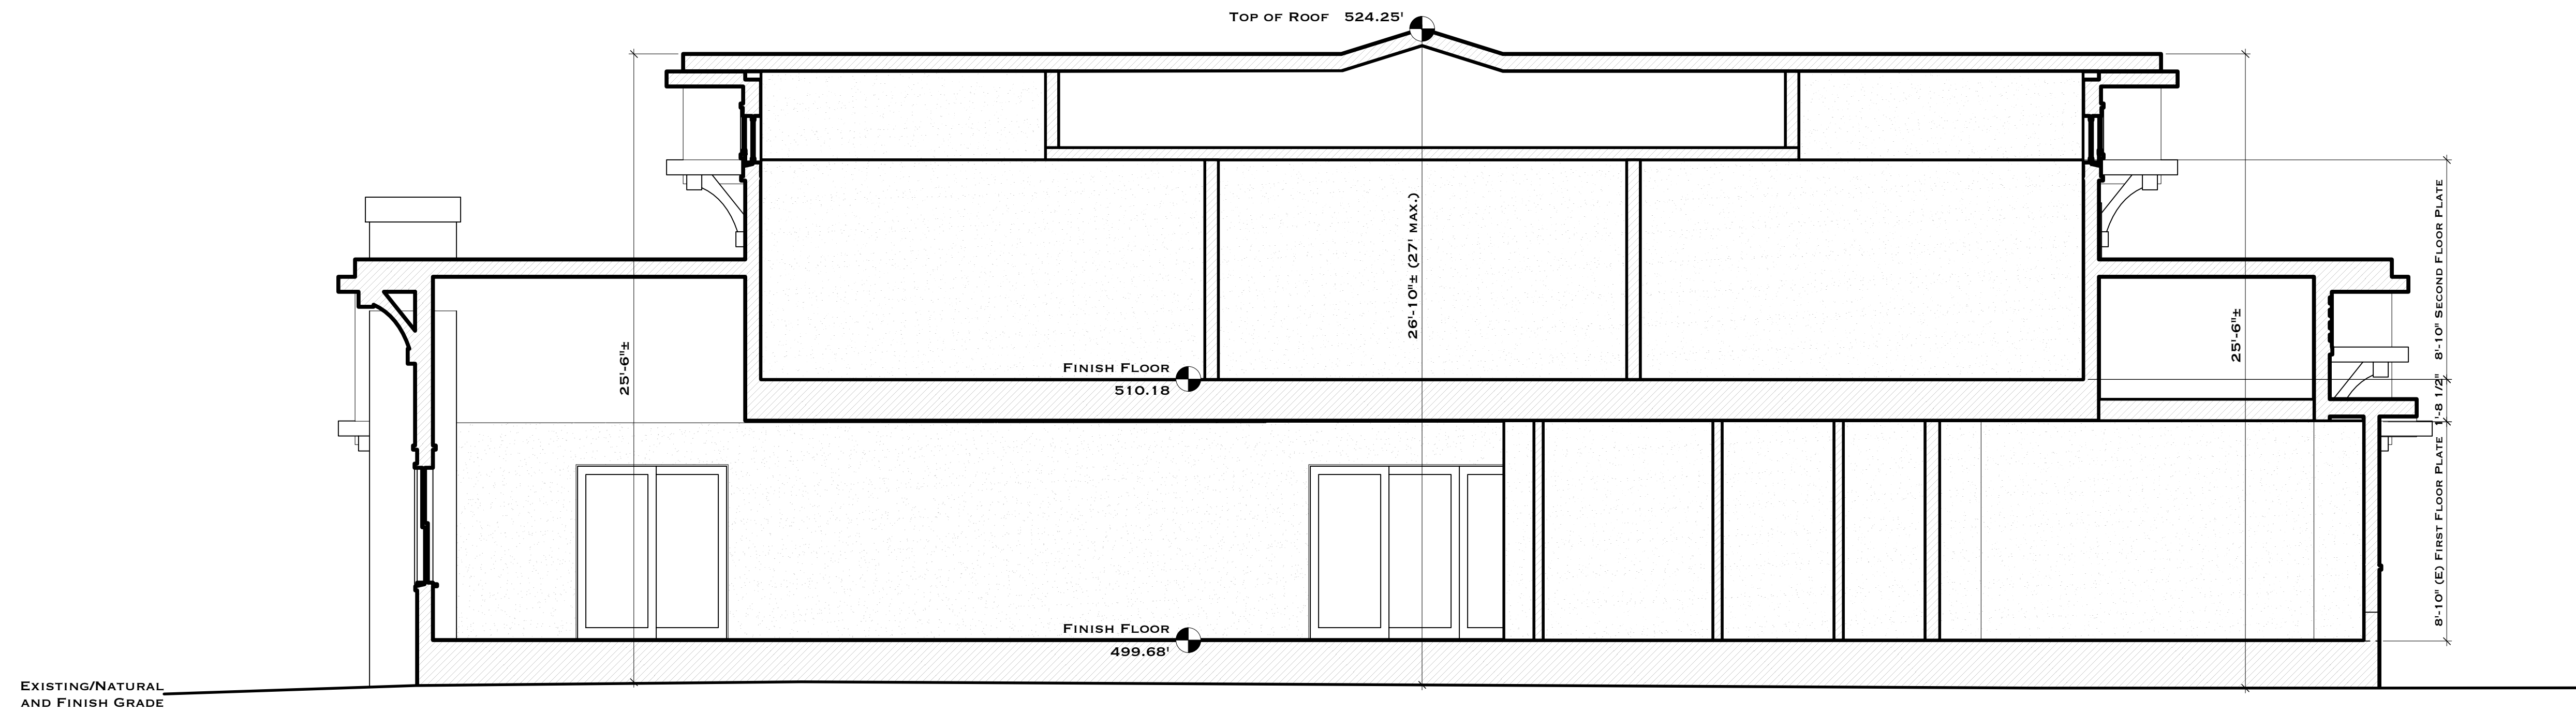 Top of Roof 524.25'
25'-6"±
26'-10"± (27' max.)
25'-6"±
8'-10" Second Floor Plate
1'-8 1/2"
8'-10" (E) First Floor Plate
Finish Floor
510.18
Finish Floor
499.68'
Existing/Natural
and Finish Grade